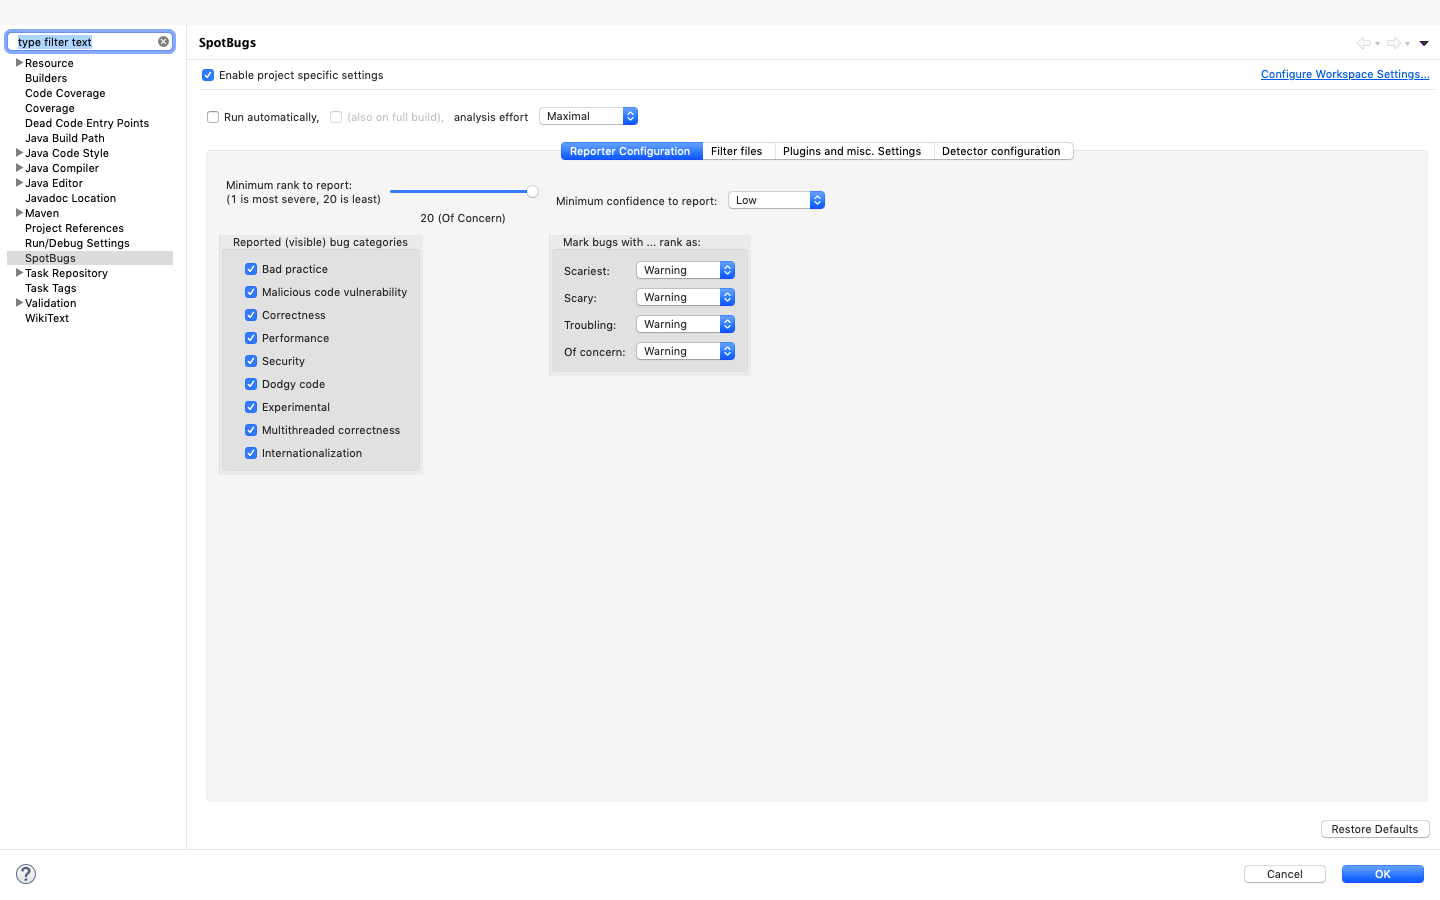 type filter text
Resource
Builders
Code Coverage
Coverage
Dead Code Entry Points
Java Build Path
Java Code Style
Java Compiler
Java Editor
Javadoc Location
Maven
Project References
Run/Debug Settings
SpotBugs
Task Repository
Task Tags
Validation
WikiText
SpotBugs
Enable project specific settings
Configure Workspace Settings...
Run automatically, (also on full build), analysis effort Maximal
Reporter Configuration Filter files Plugins and misc. Settings Detector configuration
Minimum rank to report:
(1 is most severe, 20 is least)
20 (Of Concern)
Minimum confidence to report: Low
Reported (visible) bug categories
Bad practice
Malicious code vulnerability
Correctness
Performance
Security
Dodgy code
Experimental
Multithreaded correctness
Internationalization
Mark bugs with ... rank as:
Scariest: Warning
Scary: Warning
Troubling: Warning
Of concern: Warning
Restore Defaults
?
Cancel OK